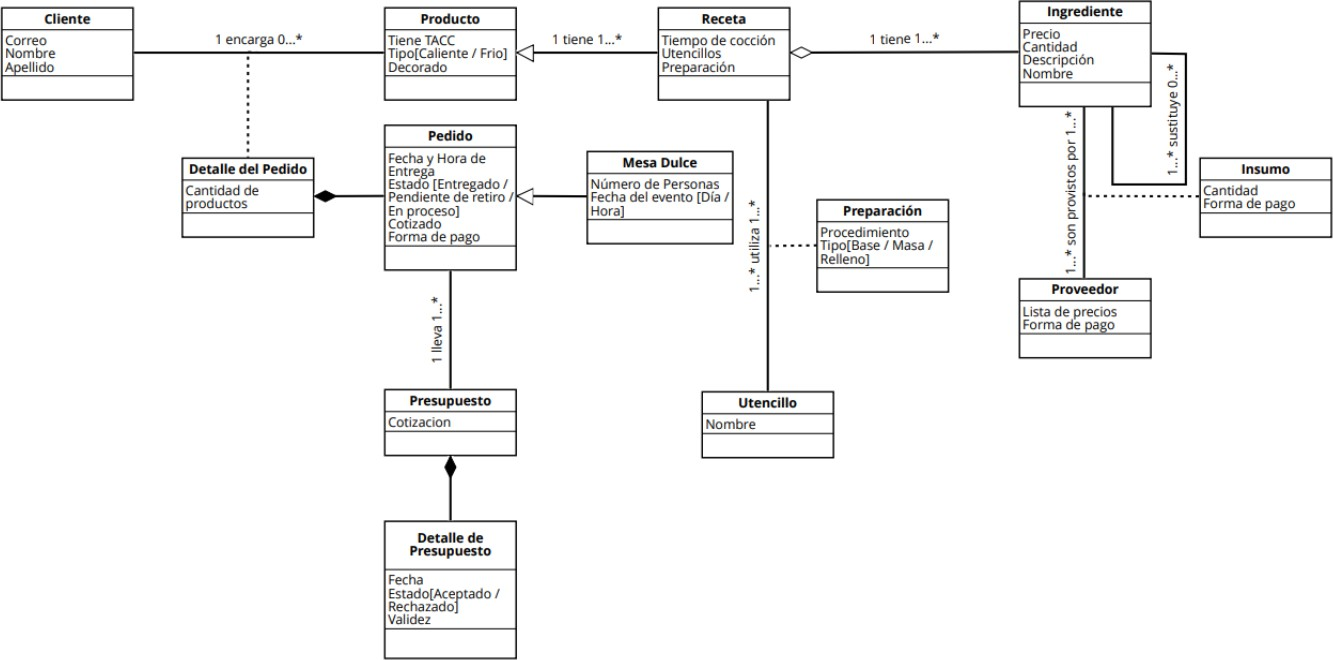 Cliente
Correo
Nombre
Apellido
1 encarga 0...*
Producto
Tiene TACC
Tipo[Caliente / Frio]
Decorado
1 tiene 1...*
Receta
Tiempo de cocción
Utencillos
Preparación
1 tiene 1...*
Ingrediente
Precio
Cantidad
Descripción
Nombre
1...* sustituye 0...*
Detalle del Pedido
Cantidad de
productos
Pedido
Fecha y Hora de
Entrega
Estado [Entregado /
Pendiente de retiro /
En proceso]
Cotizado
Forma de pago
Mesa Dulce
Número de Personas
Fecha del evento [Día /
Hora]
1...* utiliza 1...*
Preparación
Procedimiento
Tipo[Base / Masa /
Relleno]
1...* son provistos por 1...*
Insumo
Cantidad
Forma de pago
Proveedor
Lista de precios
Forma de pago
1 lleva 1...*
Presupuesto
Cotizacion
Utencillo
Nombre
Detalle de
Presupuesto
Fecha
Estado[Aceptado /
Rechazado]
Validez